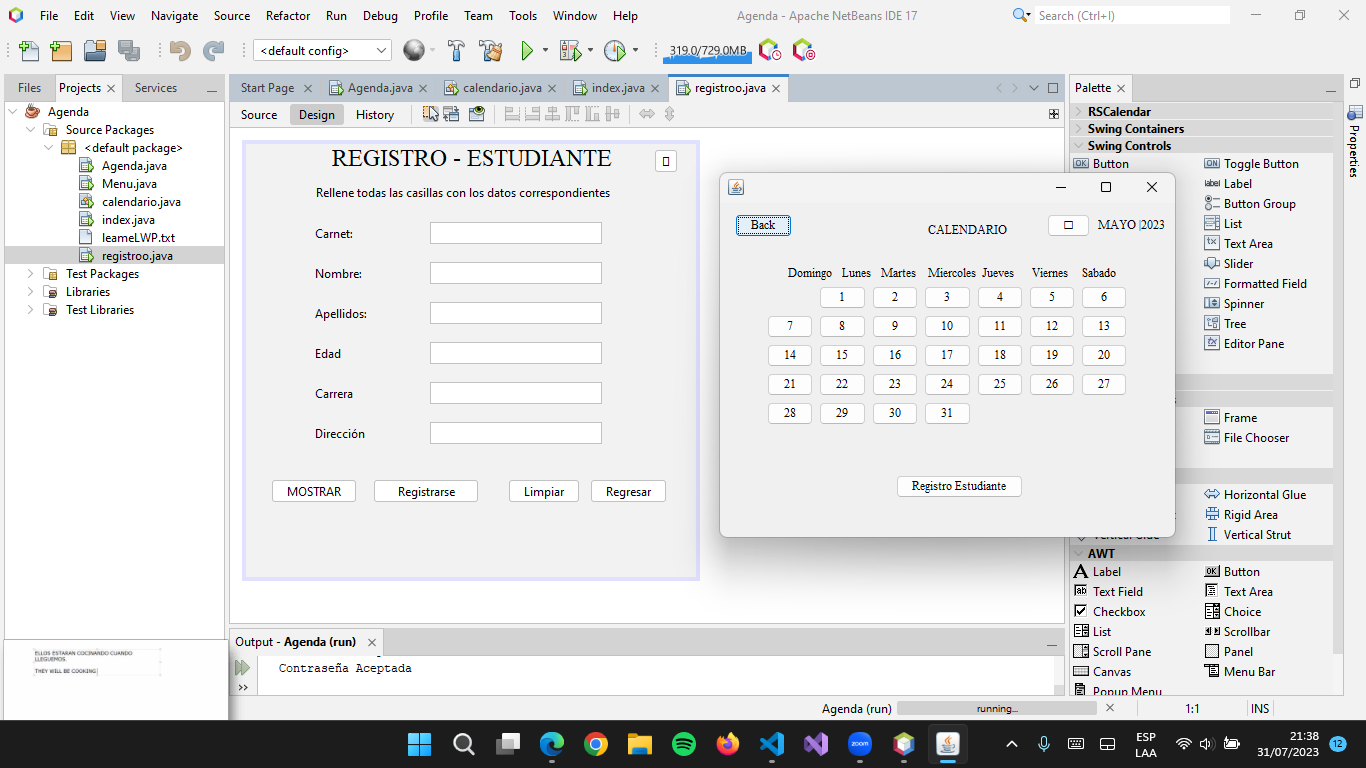 File Edit View Navigate Source Refactor Run Debug Profile Team Tools Window Help
Agenda - Apache NetBeans IDE 17
Search (Ctrl+I)
<default config>
319.0/729.0MB
Files Projects Services
Start Page Agenda.java calendario.java index.java registroo.java
Palette
Source Design History
Agenda
Source Packages
<default package>
Agenda.java
Menu.java
calendario.java
index.java
leameLWP.txt
registroo.java
Test Packages
Libraries
Test Libraries
REGISTRO - ESTUDIANTE
Rellene todas las casillas con los datos correspondientes
Carnet:
Nombre:
Apellidos:
Edad
Carrera
Dirección
MOSTRAR Registrarse Limpiar Regresar
Back
CALENDARIO
MAYO |2023
Domingo Lunes Martes Miercoles Jueves Viernes Sabado
1 2 3 4 5 6
7 8 9 10 11 12 13
14 15 16 17 18 19 20
21 22 23 24 25 26 27
28 29 30 31
Registro Estudiante
RSCalendar
Swing Containers
Swing Controls
Button Toggle Button
Label
Button Group
List
Text Area
Slider
Formatted Field
Spinner
Tree
Editor Pane
Frame
File Chooser
Horizontal Glue
Rigid Area
Vertical Glue Vertical Strut
AWT
Label Button
Text Field Text Area
Checkbox Choice
List Scrollbar
Scroll Pane Panel
Canvas Menu Bar
Popup Menu
Properties
Output - Agenda (run)
Contraseña Aceptada
ELLOS ESTARAN COCINANDO CUANDO
LLEGUEMOS.
THEY WILL BE COOKING
Agenda (run) running... 1:1 INS
zoom
ESP
LAA
21:38
31/07/2023
12